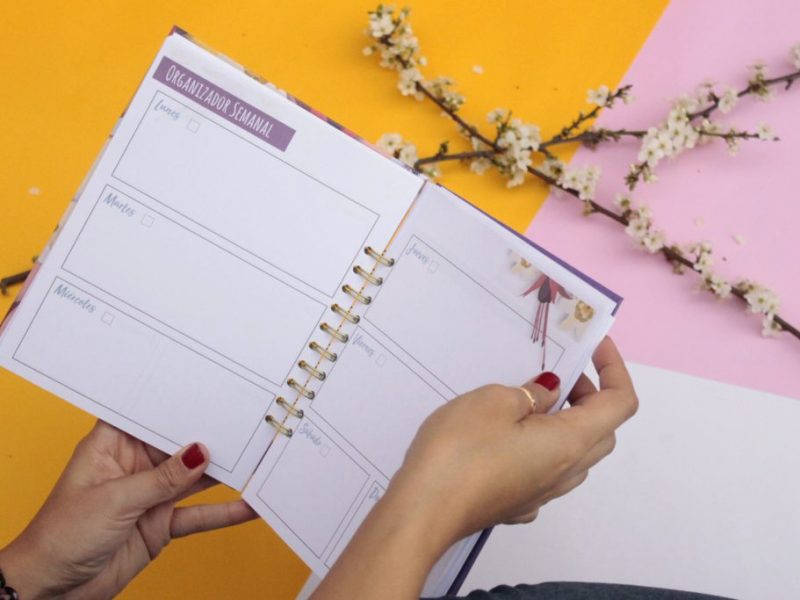 Organizador Semanal
Lunes
Martes
Miércoles
Jueves
Viernes
Sábado